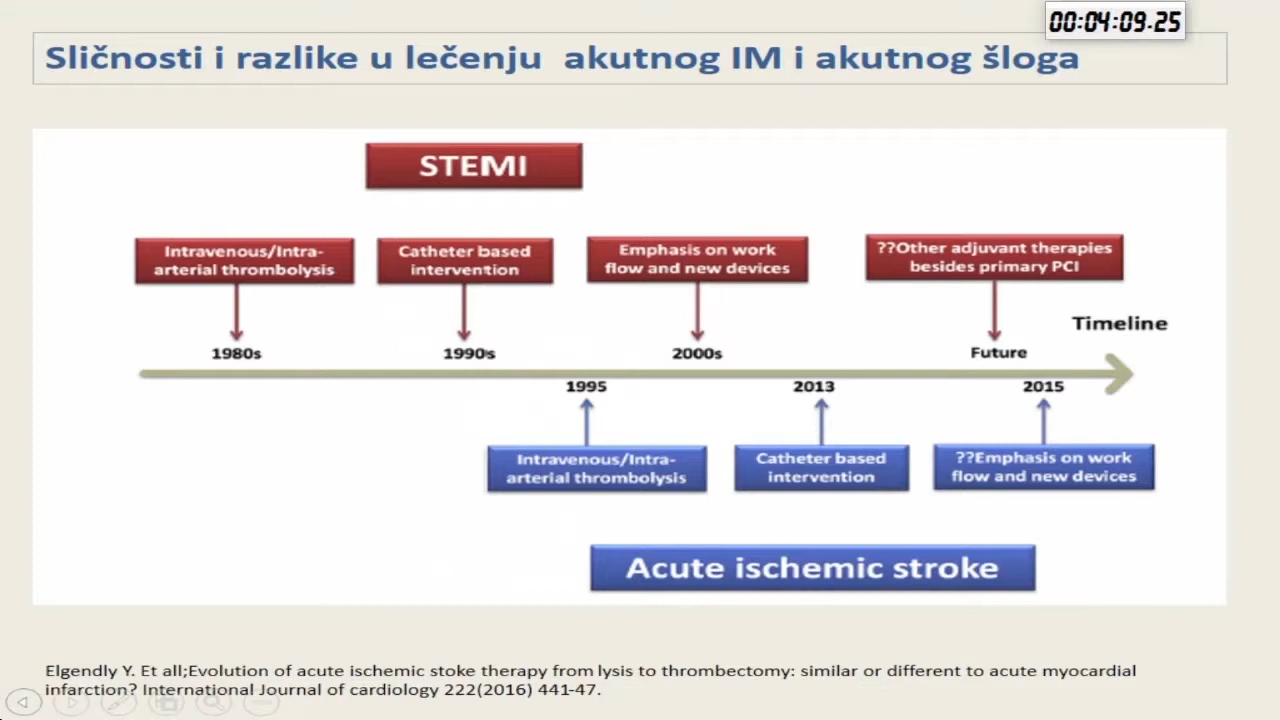 00:04:09.25
Sličnosti i razlike u lečenju akutnog IM i akutnog šloga
STEMI
Intravenous/Intra-
arterial thrombolysis
Catheter based
intervention
Emphasis on work
flow and new devices
??Other adjuvant therapies
besides primary PCI
Timeline
1980s
1990s
2000s
Future
1995
2013
2015
Intravenous/Intra-
arterial thrombolysis
Catheter based
intervention
??Emphasis on work
flow and new devices
Acute ischemic stroke
Elgendly Y. Et all;Evolution of acute ischemic stoke therapy from lysis to thrombectomy: similar or different to acute myocardial
infarction? International Journal of cardiology 222(2016) 441-47.